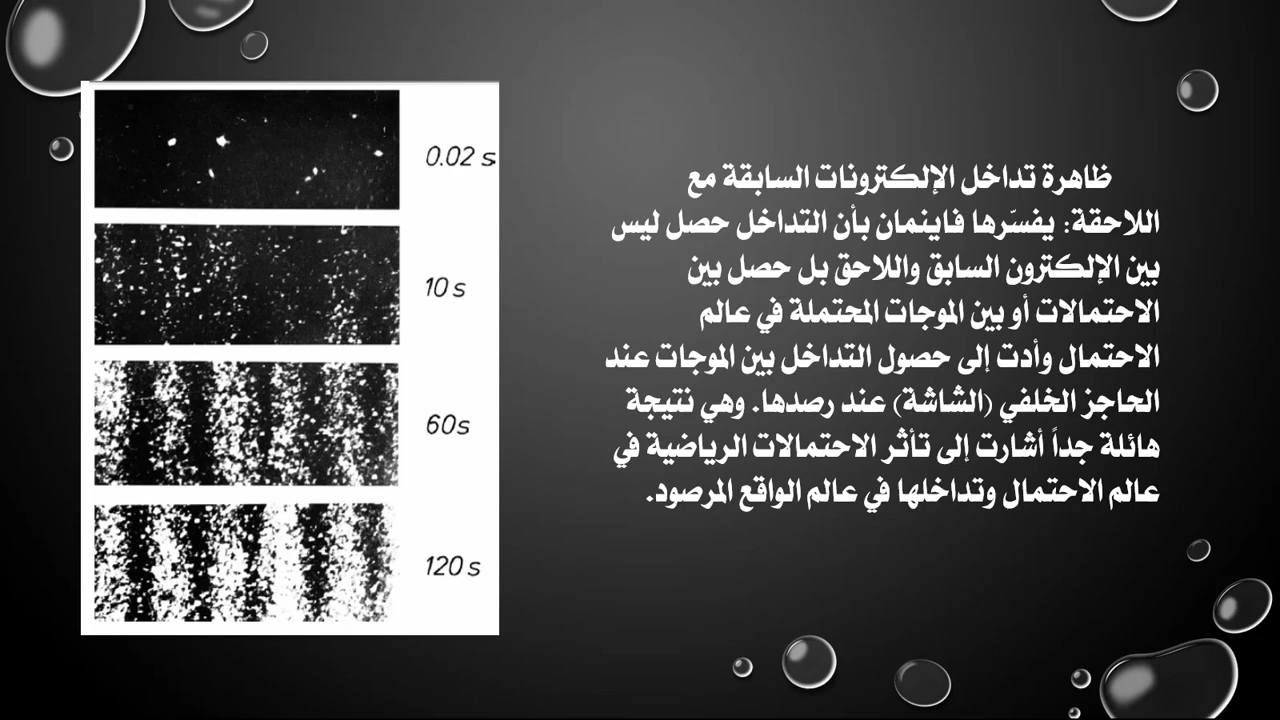 ظاهرة تداخل الإلكترونات السابقة مع
اللاحقة: يفسّرها فاينمان بأن التداخل حصل ليس
بين الإلكترون السابق واللاحق بل حصل بين
الاحتمالات أو بين الموجات المحتملة في عالم
الاحتمال وأدت إلى حصول التداخل بين الموجات عند
الحاجز الخلفي (الشاشة) عند رصدها. وهي نتيجة
هائلة جداً أشارت إلى تأثر الاحتمالات الرياضية في
عالم الاحتمال وتداخلها في عالم الواقع المرصود.
0.02 s
10 s
60s
120 s